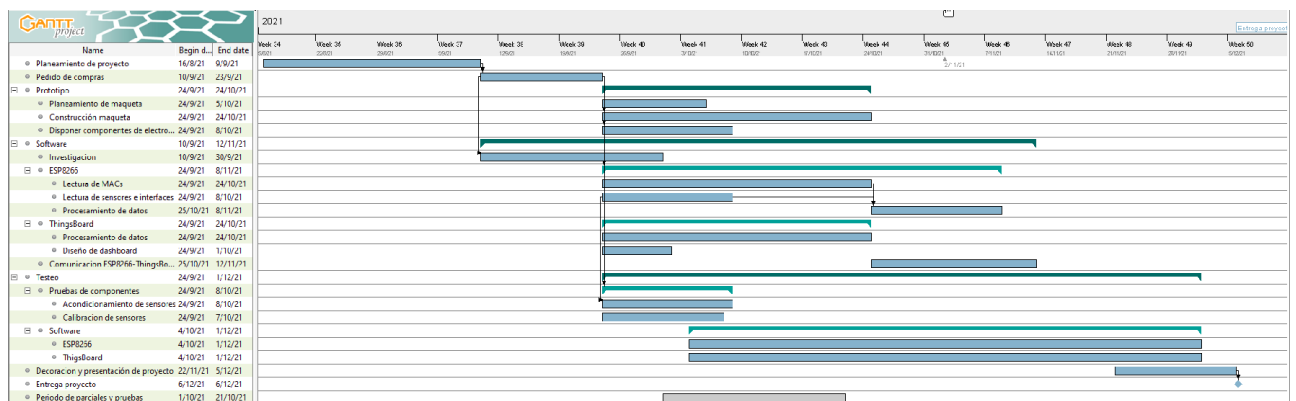 GANTT project
2021
Name Begin d... End date
Week 34 Week 35 Week 36 Week 37 Week 38 Week 39 Week 40 Week 41 Week 42 Week 43 Week 44 Week 45 Week 46 Week 47 Week 48 Week 49 Week 50
Entrega proyect
Planeamiento de proyecto 16/8/21 9/9/21
Pedido de compras 10/9/21 23/9/21
Prototipo 24/9/21 24/10/21
Planeamiento de maqueta 24/9/21 5/10/21
Construcción maqueta 24/9/21 24/10/21
Disponer componentes de electro... 24/9/21 8/10/21
Software 10/9/21 12/11/21
Investigacion 10/9/21 30/9/21
ESP8266 24/9/21 8/11/21
Lectura de MACs 24/9/21 24/10/21
Lectura de sensores e interfaces 24/9/21 8/10/21
Procesamiento de datos 25/10/21 8/11/21
ThingsBoard 24/9/21 24/10/21
Procesamiento de datos 24/9/21 24/10/21
Diseño de dashboard 24/9/21 1/10/21
Comunicacion ESP8266-ThingsBo... 25/10/21 12/11/21
Testeo 24/9/21 1/12/21
Pruebas de componentes 24/9/21 8/10/21
Acondicionamiento de sensores 24/9/21 8/10/21
Calibracion de sensores 24/9/21 7/10/21
Software 4/10/21 1/12/21
ESP8266 4/10/21 1/12/21
ThigsBoard 4/10/21 1/12/21
Decoracion y presentación de proyecto 22/11/21 5/12/21
Entrega proyecto 6/12/21 6/12/21
Periodo de parciales y pruebas 1/10/21 21/10/21